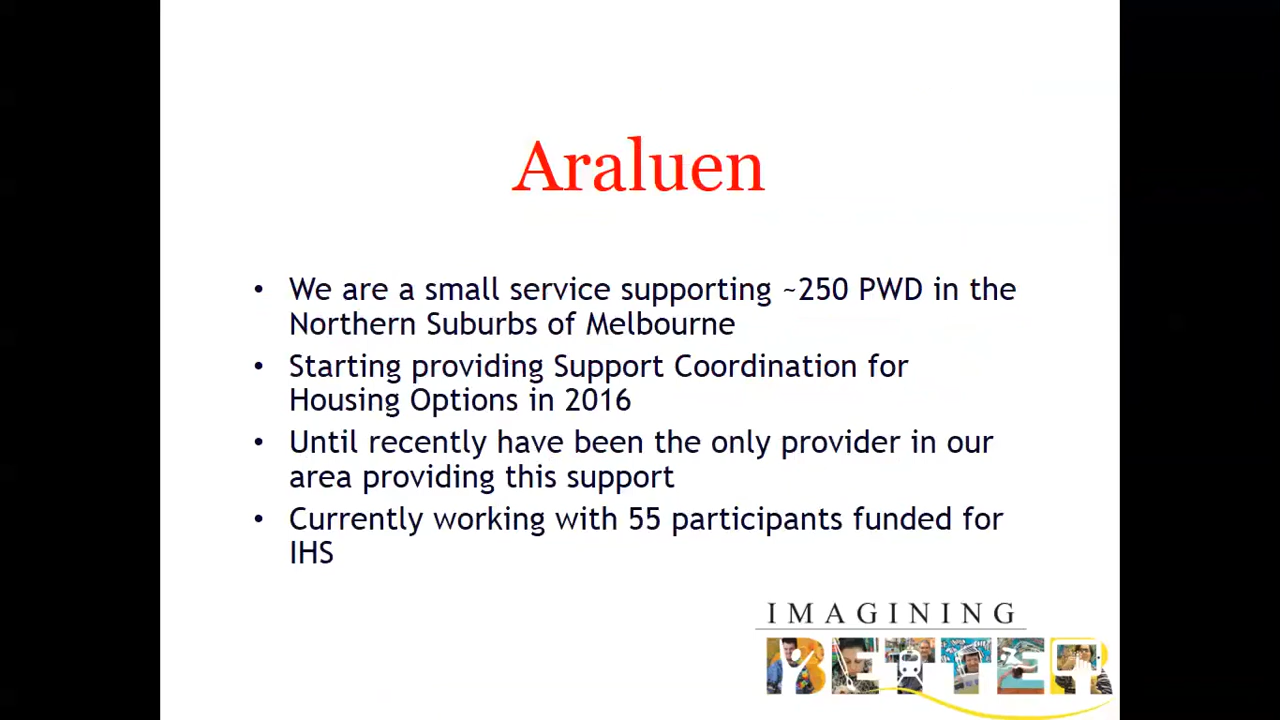 Araluen
• We are a small service supporting ~250 PWD in the
Northern Suburbs of Melbourne
• Starting providing Support Coordination for
Housing Options in 2016
• Until recently have been the only provider in our
area providing this support
• Currently working with 55 participants funded for
IHS
IMAGINING
BETTER